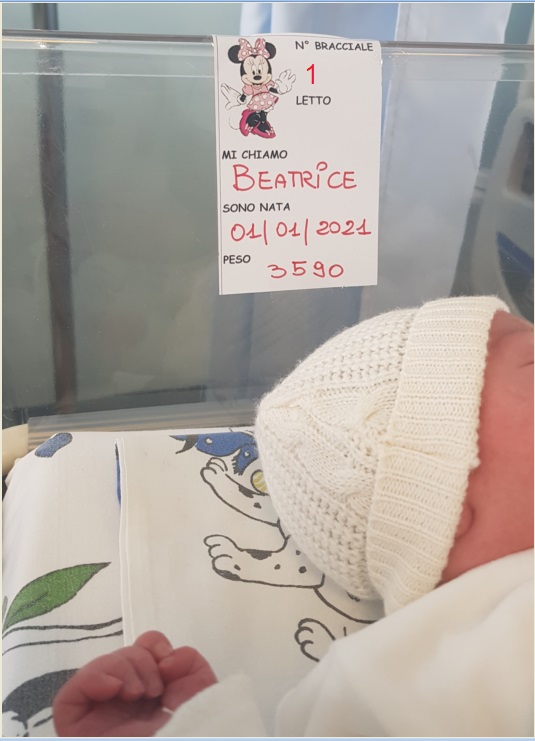 N° BRACCIALE
1
LETTO
MI CHIAMO
BEATRICE
SONO NATA
01/01/2021
PESO
3590